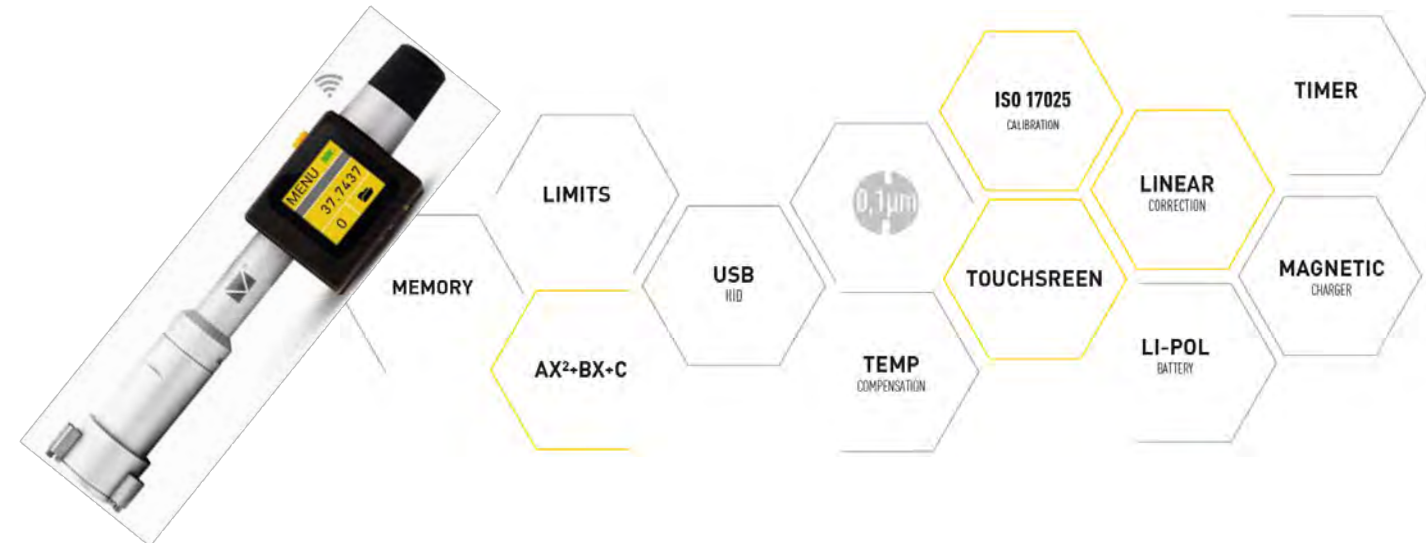 MENU
37.7437
0
MEMORY
LIMITS
AX²+BX+C
USB
HID
0,1µm
TEMP
COMPENSATION
ISO 17025
CALIBRATION
TOUCHSREEN
LINEAR
CORRECTION
LI-POL
BATTERY
TIMER
MAGNETIC
CHARGER